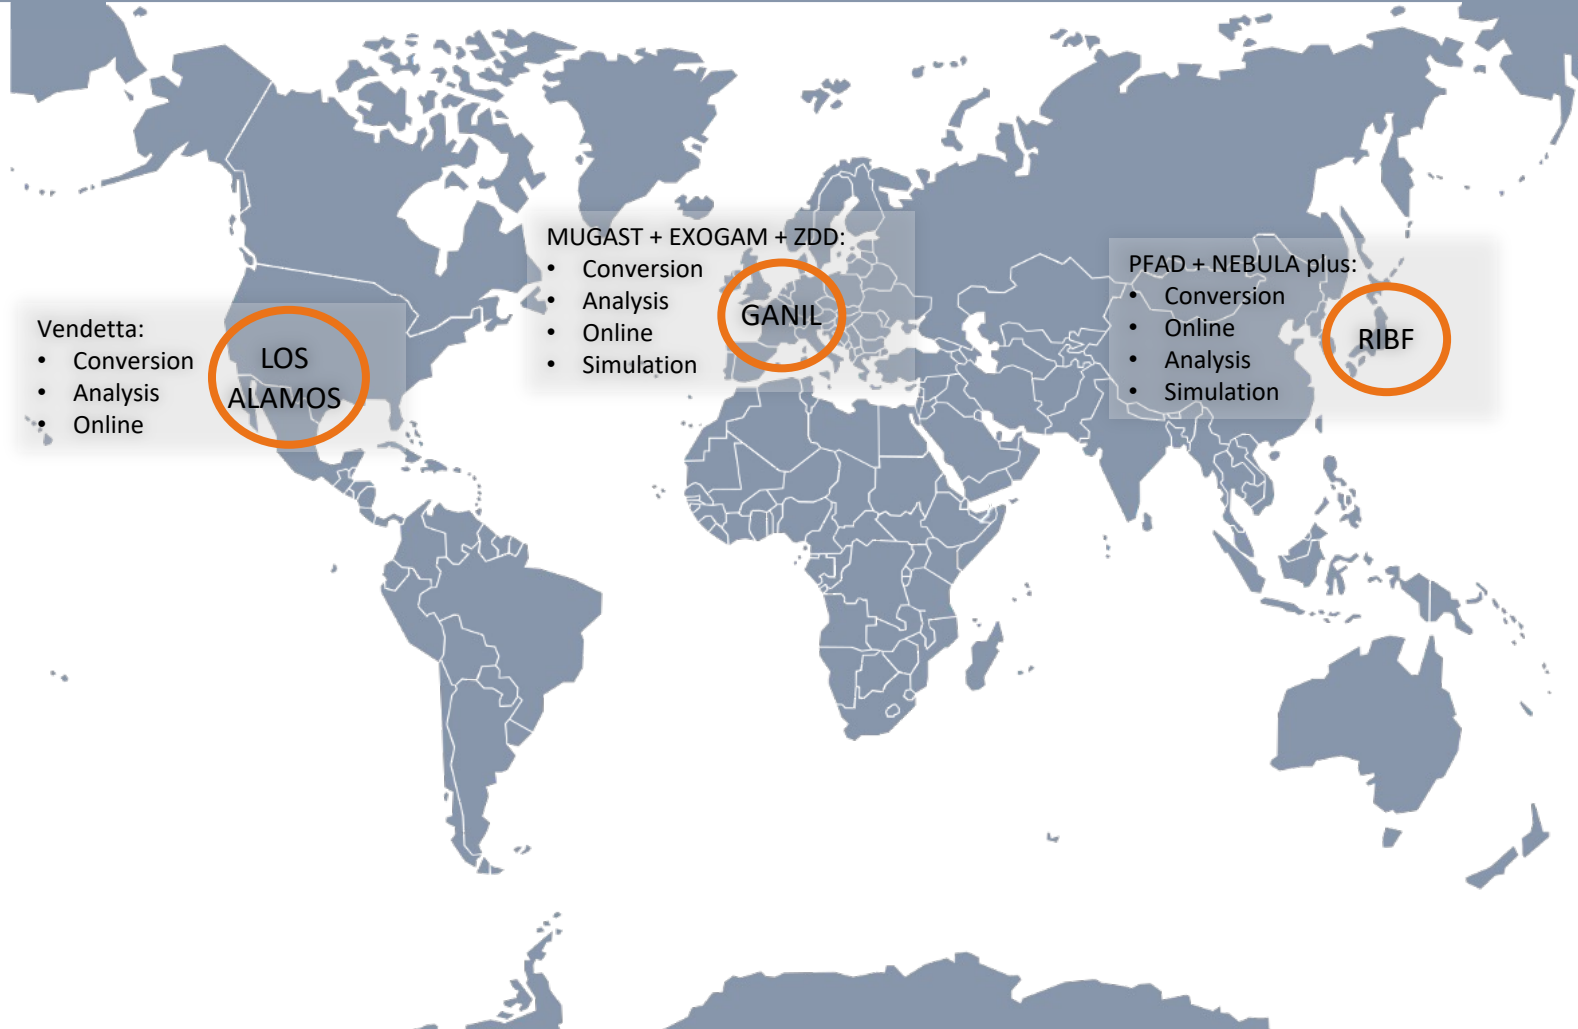 Vendetta:
• Conversion
• Analysis
• Online
LOS
ALAMOS
MUGAST + EXOGAM + ZDD:
• Conversion
• Analysis
• Online
• Simulation
GANIL
PFAD + NEBULA plus:
• Conversion
• Online
• Analysis
• Simulation
RIBF